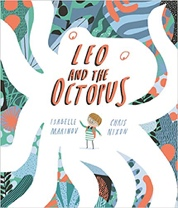 LEO
AND THE
OCTOPUS
ISABELLE
MARINOV
CHRIS
NIXON